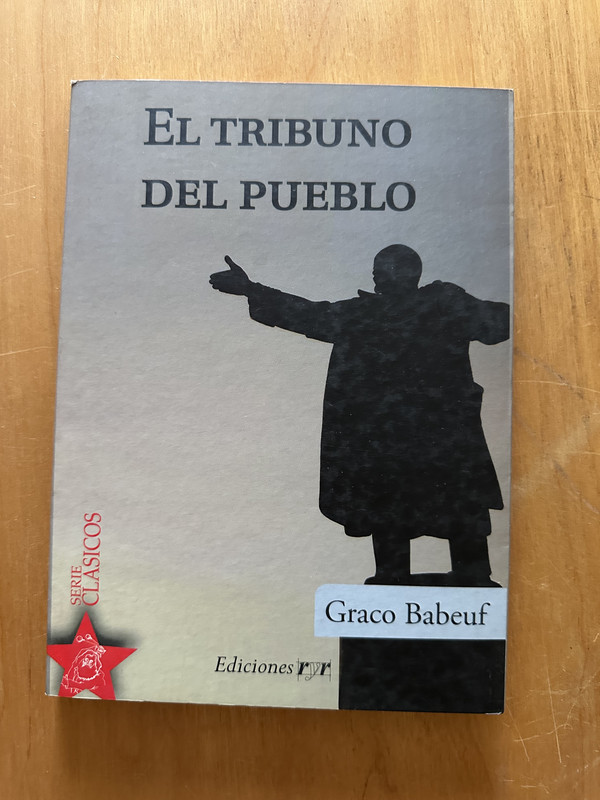 EL TRIBUNO
DEL PUEBLO
SERIE
CLÁSICOS
Graco Babeuf
Ediciones ryr